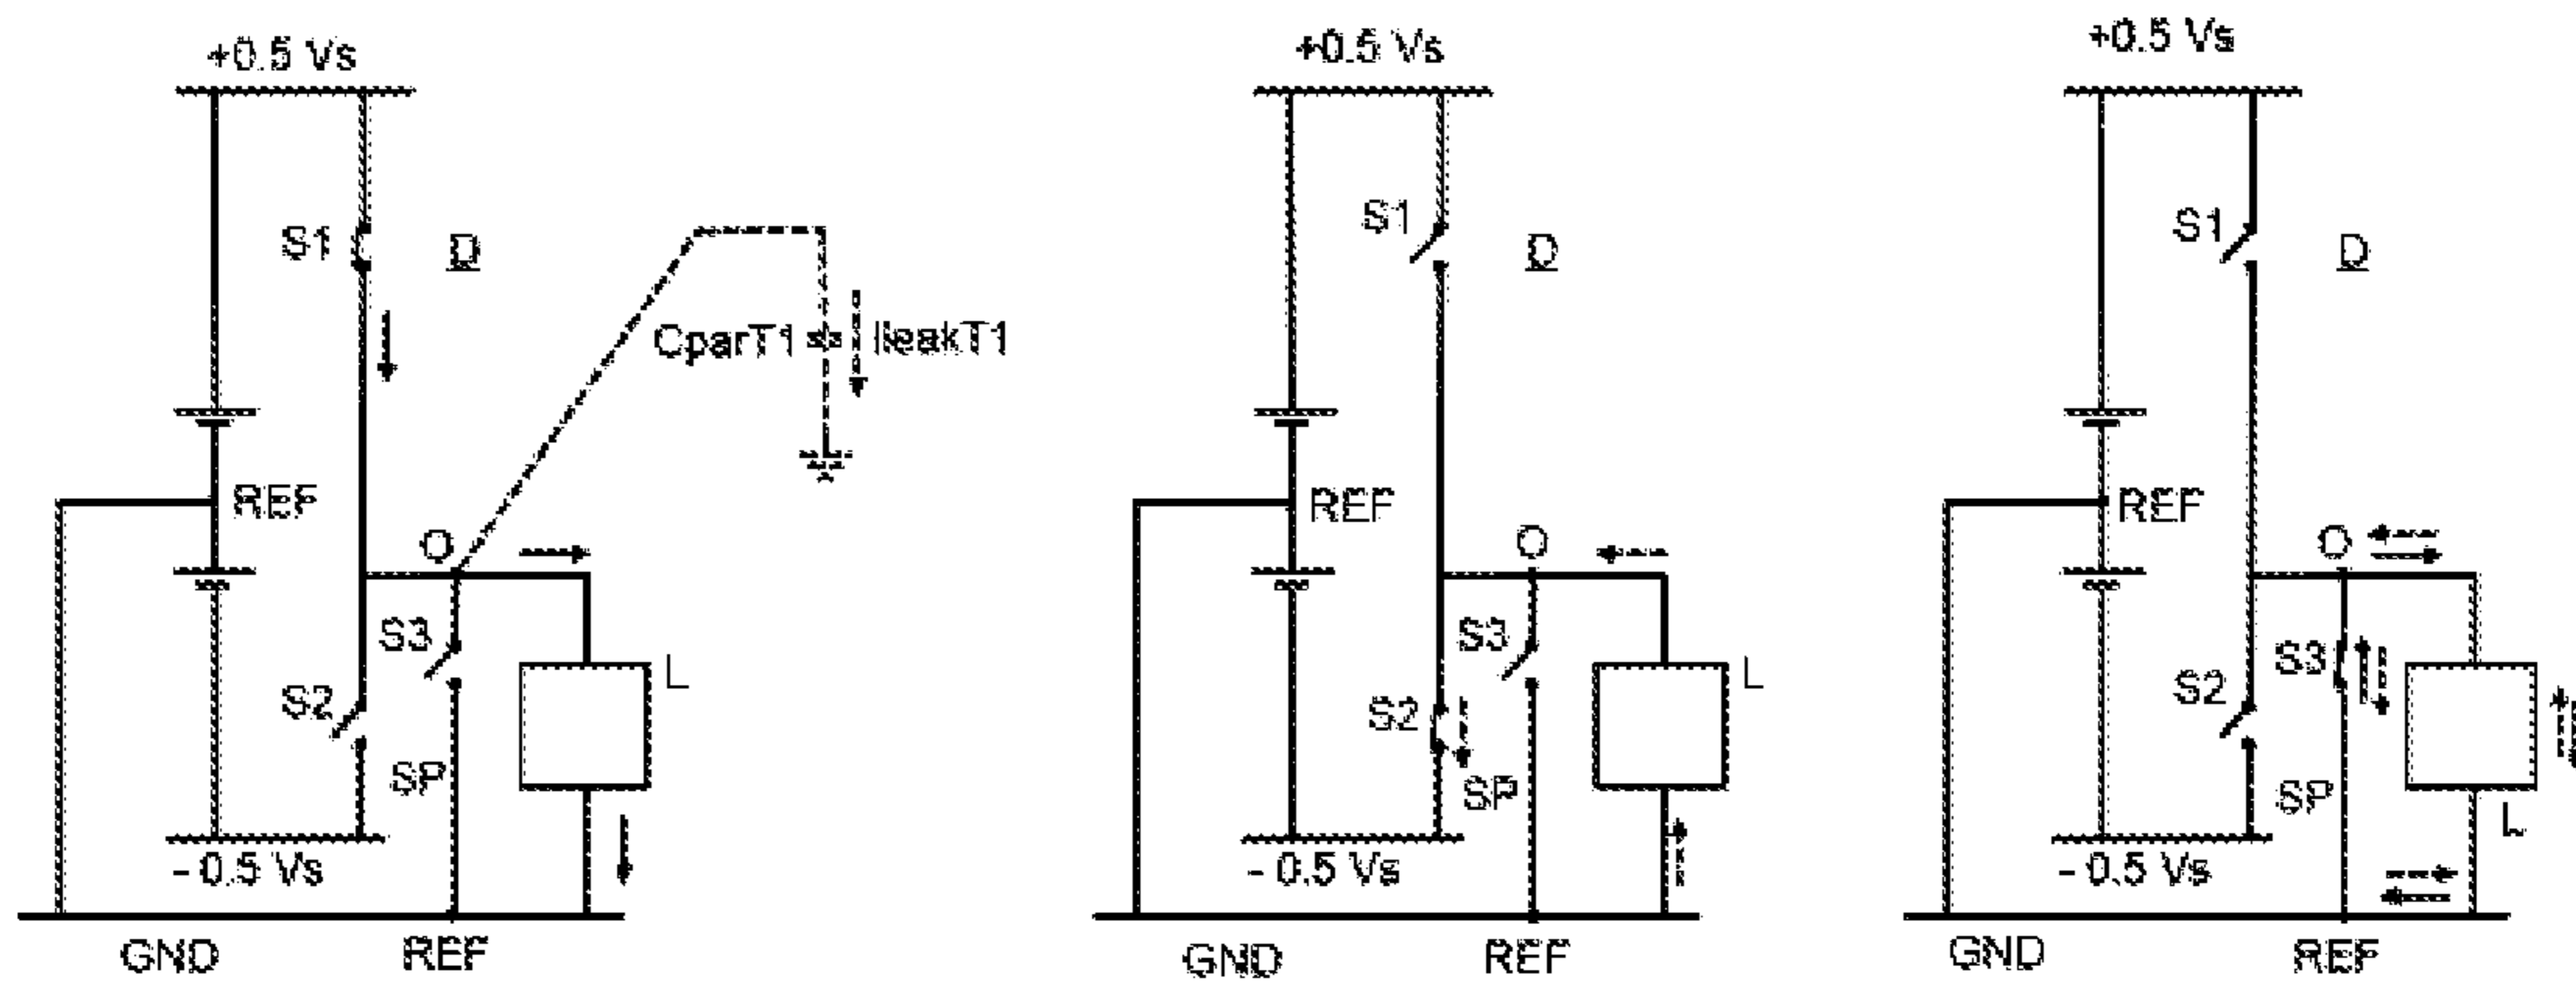 +0.5 Vs
S1
D
CparT1
IleakT1
REF
O
S3
L
S2
SP
- 0.5 Vs
GND
REF
+0.5 Vs
S1
D
REF
O
S3
L
S2
SP
- 0.5 Vs
GND
REF
+0.5 Vs
S1
D
REF
O
S3
S2
SP
L
- 0.5 Vs
GND
REF